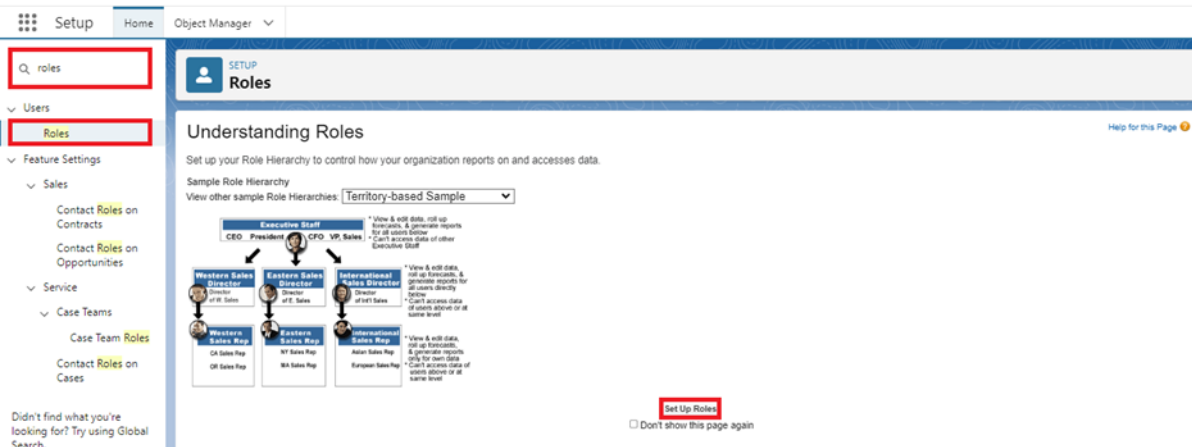 Setup
Home
Object Manager
roles
Users
Roles
Feature Settings
Sales
Contact Roles on
Contracts
Contact Roles on
Opportunities
Service
Case Teams
Case Team Roles
Contact Roles on
Cases
Didn't find what you're
looking for? Try using Global
Search.
SETUP
Roles
Understanding Roles
Help for this Page
Set up your Role Hierarchy to control how your organization reports on and accesses data.
Sample Role Hierarchy
View other sample Role Hierarchies: Territory-based Sample
Executive Staff
CEO President CFO VP, Sales
* View & edit data, roll up
forecasts, & generate reports
for all users below
* Can't access data of other
Executive Staff
Western Sales
Director
Director
of W. Sales
Eastern Sales
Director
Director
of E. Sales
International
Sales Director
Director
of Int'l Sales
* View & edit data,
roll up forecasts, &
generate reports for
all users directly
below
* Can't access data
of users above or at
same level
Western
Sales Rep
CA Sales Rep
OR Sales Rep
Eastern
Sales Rep
NY Sales Rep
MA Sales Rep
International
Sales Rep
Asian Sales Rep
European Sales Rep
* View & edit data,
roll up forecasts,
& generate reports
only for own data
* Can't access data of
users above or at
same level
Set Up Roles
Don't show this page again